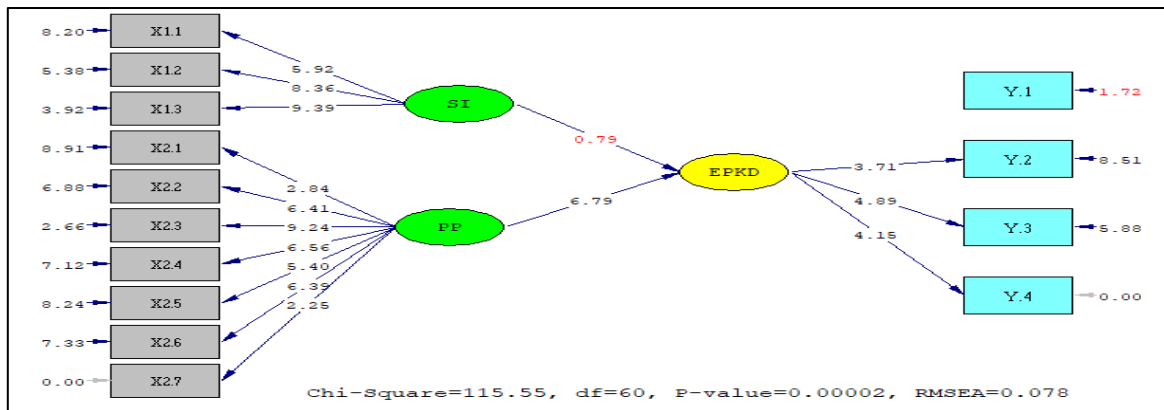 8.20 X1.1
5.38 X1.2
3.92 X1.3
8.91 X2.1
6.88 X2.2
2.66 X2.3
7.12 X2.4
8.24 X2.5
7.33 X2.6
0.00 X2.7
5.92
8.36
9.39
SI
2.84
6.41
9.24
6.56
5.40
6.39
2.25
PP
0.79
6.79
EPKD
3.71
4.89
4.15
Y.1 1.72
Y.2 8.51
Y.3 5.88
Y.4 0.00
Chi-Square=115.55, df=60, P-value=0.00002, RMSEA=0.078